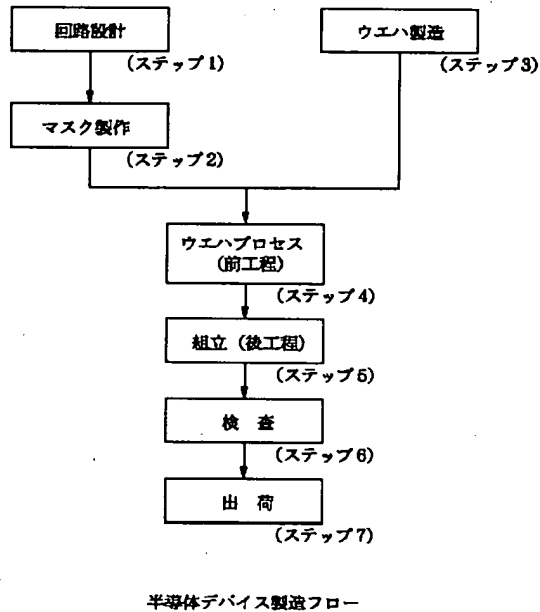 回路設計
(ステップ1)
ウエハ製造
(ステップ3)
マスク製作
(ステップ2)
ウエハプロセス
(前工程)
(ステップ4)
組立(後工程)
(ステップ5)
検 査
(ステップ6)
出 荷
(ステップ7)
半導体デバイス製造フロー